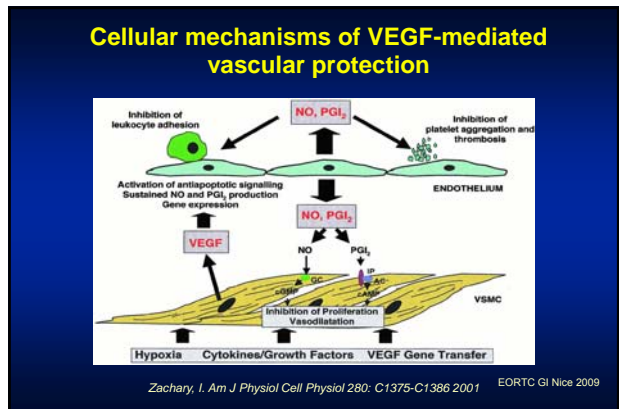 Cellular mechanisms of VEGF-mediated
vascular protection
NO, PGI₂
Inhibition of
leukocyte adhesion
Inhibition of
platelet aggregation and
thrombosis
Activation of antiapoptotic signalling
Sustained NO and PGI₂ production
Gene expression
ENDOTHELIUM
NO, PGI₂
VEGF
NO
PGI₂
GC
IP
AC
cGMP
cAMP
VSMC
Inhibition of Proliferation
Vasodilatation
Hypoxia Cytokines/Growth Factors VEGF Gene Transfer
Zachary, I. Am J Physiol Cell Physiol 280: C1375-C1386 2001
EORTC GI Nice 2009